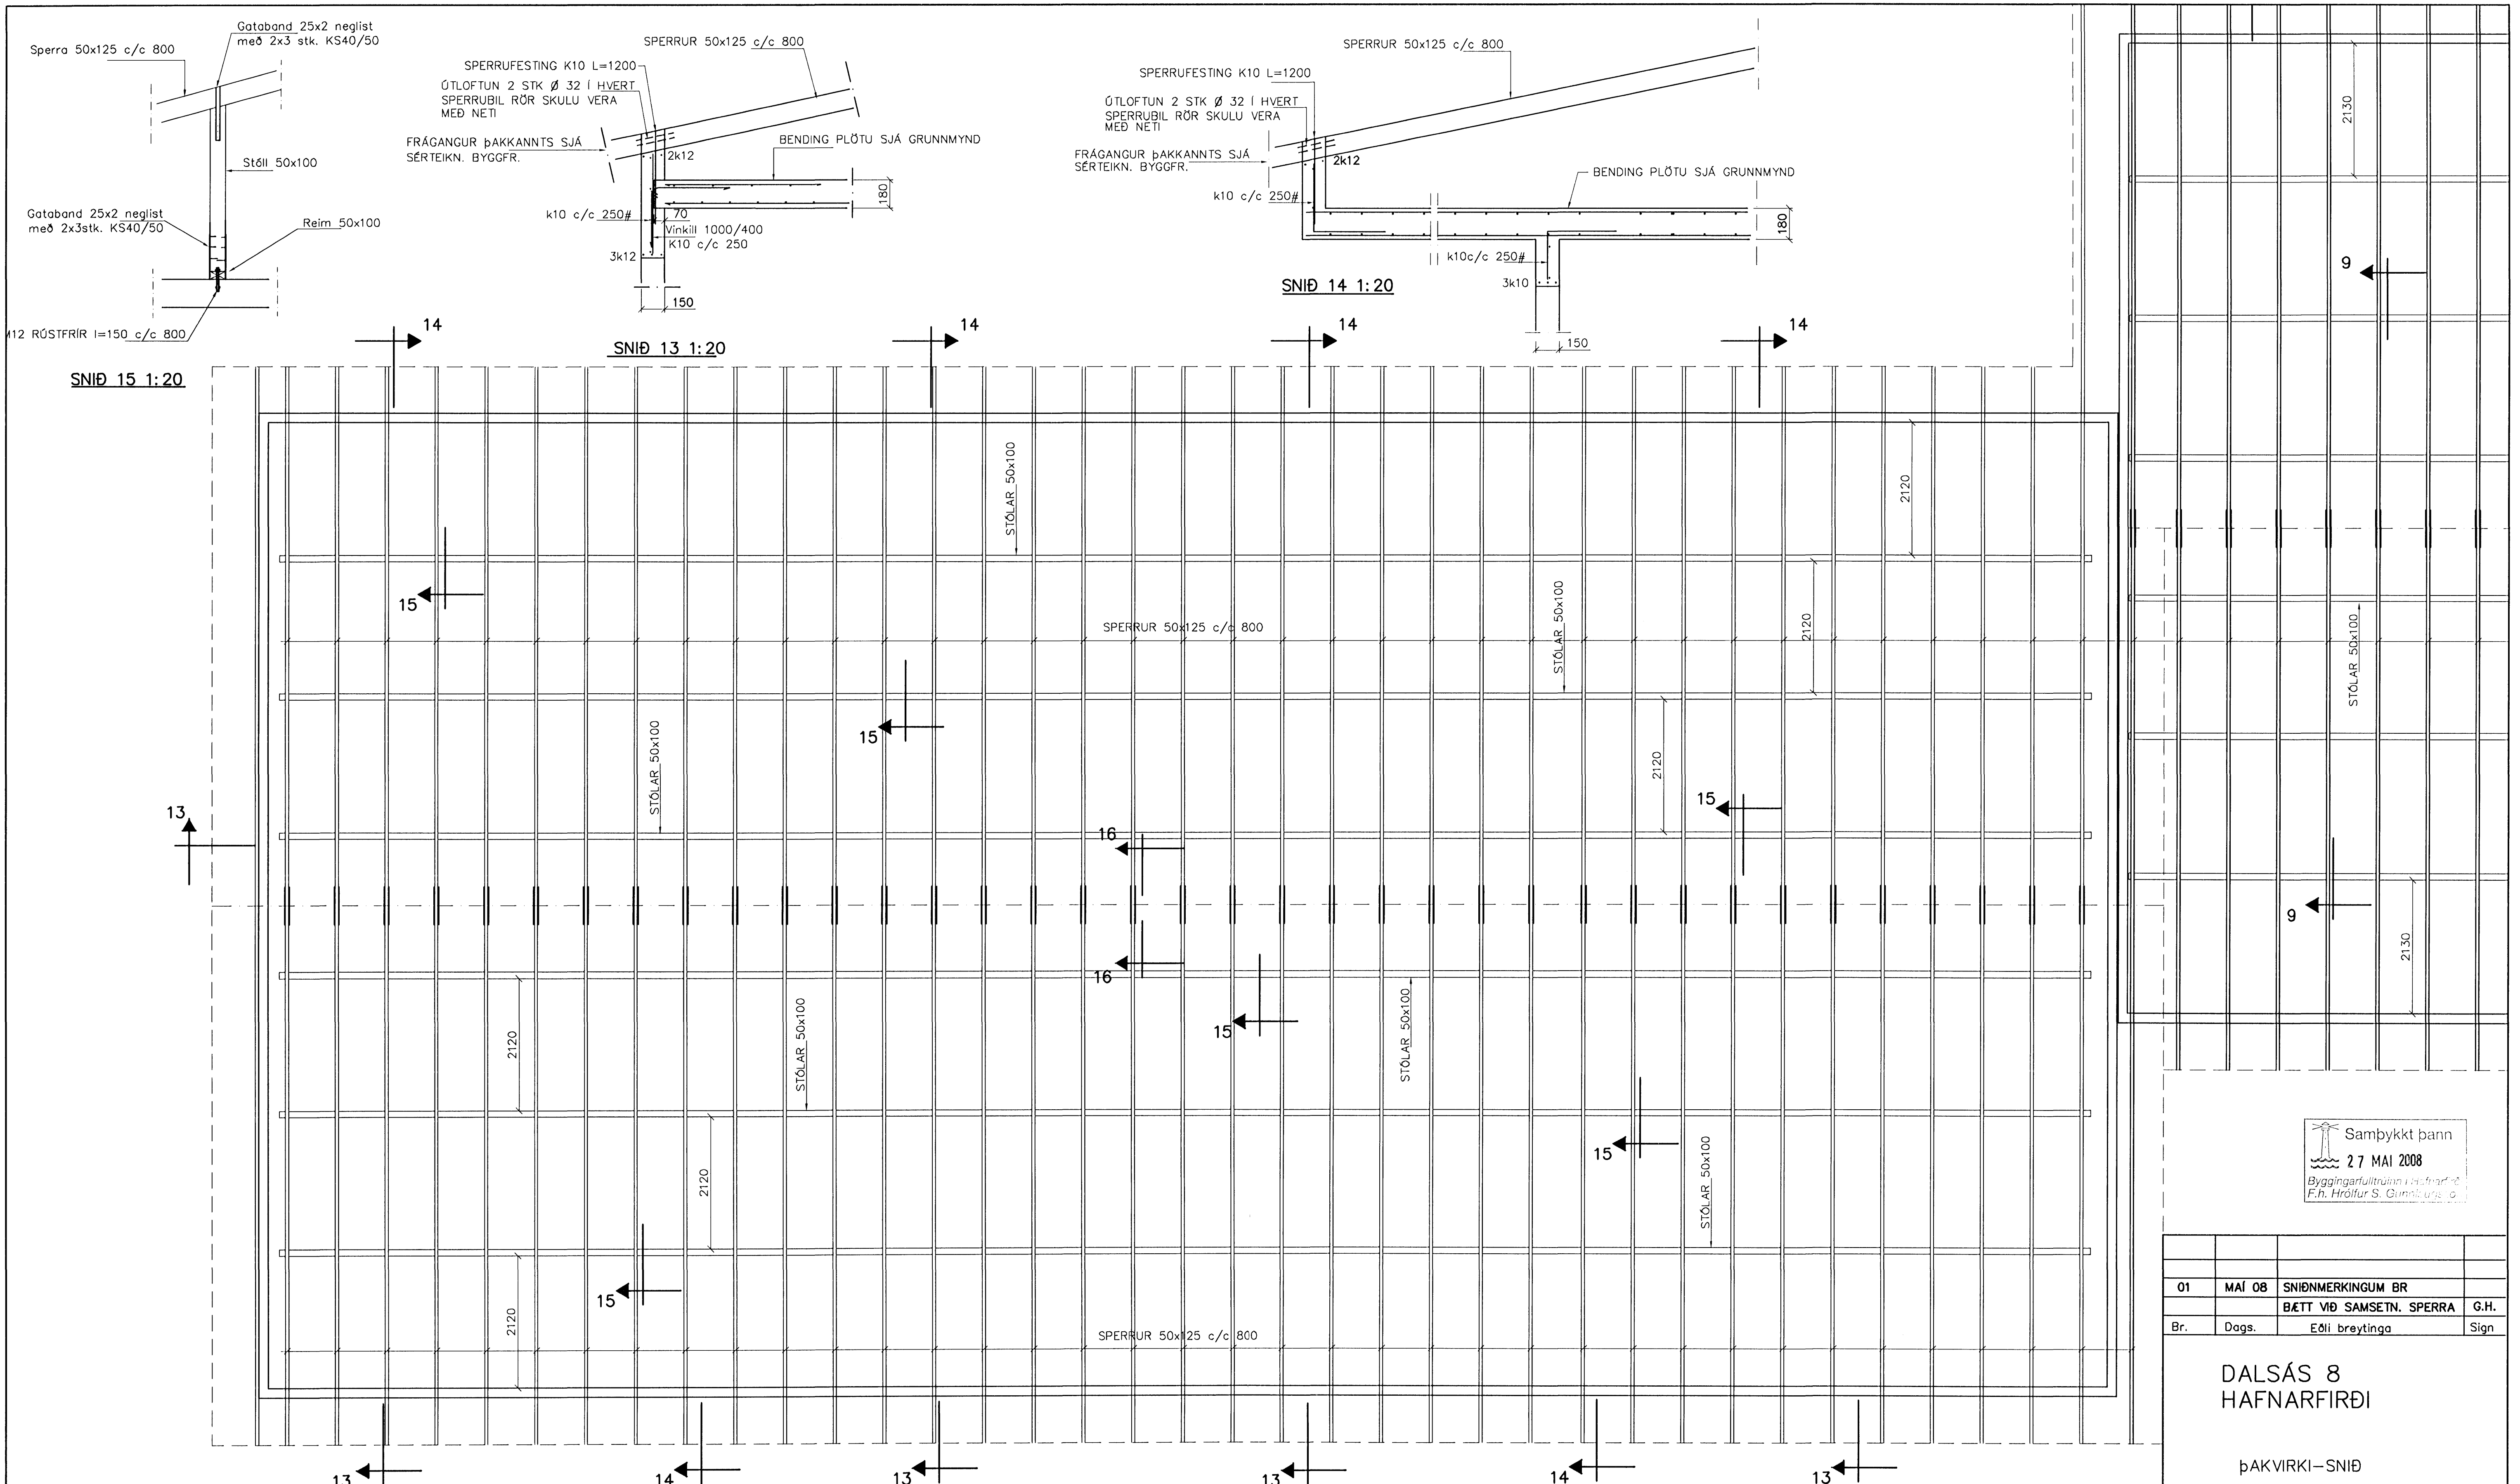 Gataband 25x2 neglist
með 2x3 stk. KS40/50
Sperra 50x125 c/c 800
Stóll 50x100
Gataband 25x2 neglist
með 2x3stk. KS40/50
Reim 50x100
M12 RÚSTFRÍR l=150 c/c 800
SNIÐ 15 1:20
SPERRUR 50x125 c/c 800
SPERRUFESTING K10 L=1200
ÚTLOFTUN 2 STK Ø 32 Í HVERT
SPERRUBIL RÖR SKULU VERA
MEÐ NETI
FRÁGANGUR ÞAKKANNTS SJÁ
SÉRTEIKN. BYGGFR.
2k12
BENDING PLÖTU SJÁ GRUNNMYND
180
k10 c/c 250#
70
Vinkill 1000/400
K10 c/c 250
3k12
150
SNIÐ 13 1:20
SPERRUR 50x125 c/c 800
SPERRUFESTING K10 L=1200
ÚTLOFTUN 2 STK Ø 32 Í HVERT
SPERRUBIL RÖR SKULU VERA
MEÐ NETI
FRÁGANGUR ÞAKKANNTS SJÁ
SÉRTEIKN. BYGGFR.
2k12
BENDING PLÖTU SJÁ GRUNNMYND
k10 c/c 250#
180
k10c/c 250#
3k10
150
SNIÐ 14 1:20
14
14
14
14
2130
9
STÓLAR 50x100
2120
15
STÓLAR 50x100
2120
SPERRUR 50x125 c/c 800
STÓLAR 50x100
15
STÓLAR 50x100
2120
15
13
16
9
2130
16
15
2120
STÓLAR 50x100
STÓLAR 50x100
15
2120
STÓLAR 50x100
15
2120
SPERRUR 50x125 c/c 800
13
14
13
13
14
13
Samþykkt þann
27 MAI 2008
Byggingarfulltrúinn í
F.h. Hrólfur S.
01 MAÍ 08 SNIÐNMERKINGUM BR
BÆTT VIÐ SAMSETN. SPERRA G.H.
Br. Dags. Eðli breytinga Sign
DALSÁS 8
HAFNARFIRÐI
ÞAKVIRKI-SNIÐ